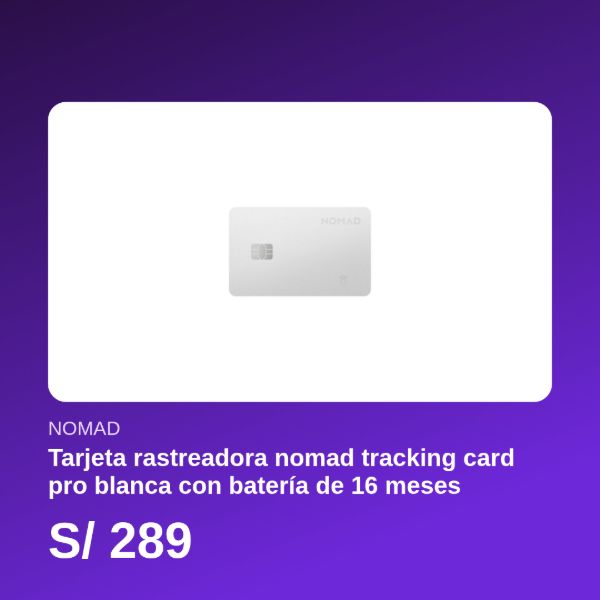 NOMAD
NOMAD
Tarjeta rastreadora nomad tracking card
pro blanca con batería de 16 meses
S/ 289